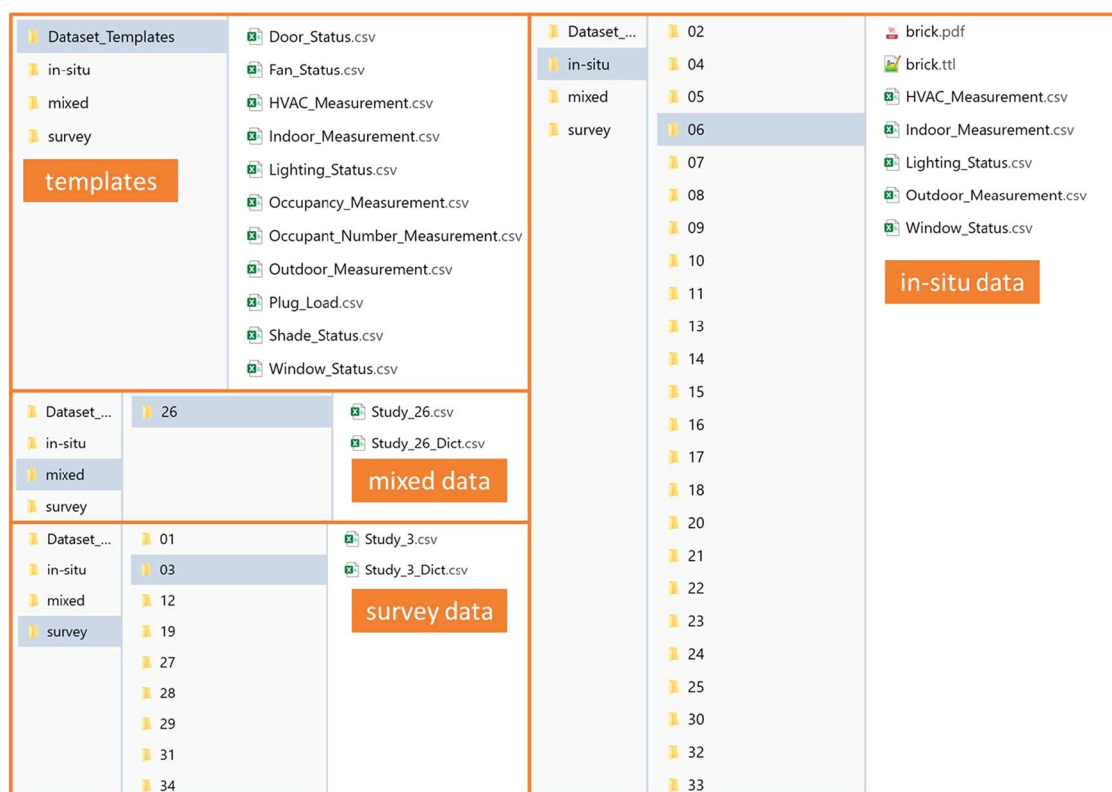 Dataset_Templates
in-situ
mixed
survey
templates
Door_Status.csv
Fan_Status.csv
HVAC_Measurement.csv
Indoor_Measurement.csv
Lighting_Status.csv
Occupancy_Measurement.csv
Occupant_Number_Measurement.csv
Outdoor_Measurement.csv
Plug_Load.csv
Shade_Status.csv
Window_Status.csv
Dataset_...
in-situ
mixed
survey
26
Study_26.csv
Study_26_Dict.csv
mixed data
Dataset_...
in-situ
mixed
survey
01
03
12
19
27
28
29
31
34
Study_3.csv
Study_3_Dict.csv
survey data
Dataset_...
in-situ
mixed
survey
02
04
05
06
07
08
09
10
11
13
14
15
16
17
18
20
21
22
23
24
25
30
32
33
brick.pdf
brick.ttl
HVAC_Measurement.csv
Indoor_Measurement.csv
Lighting_Status.csv
Outdoor_Measurement.csv
Window_Status.csv
in-situ data